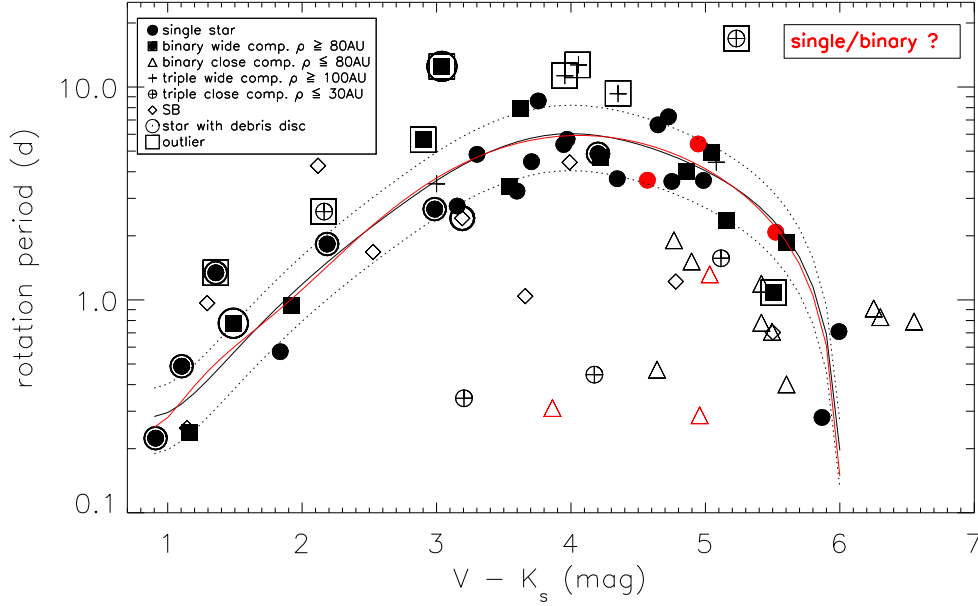 single star
binary wide comp. ρ ≧ 80AU
binary close comp. ρ ≦ 80AU
triple wide comp. ρ ≧ 100AU
triple close comp. ρ ≦ 30AU
SB
star with debris disc
outlier
single/binary ?
10.0
1.0
0.1
rotation period (d)
1 2 3 4 5 6 7
V − Ks (mag)